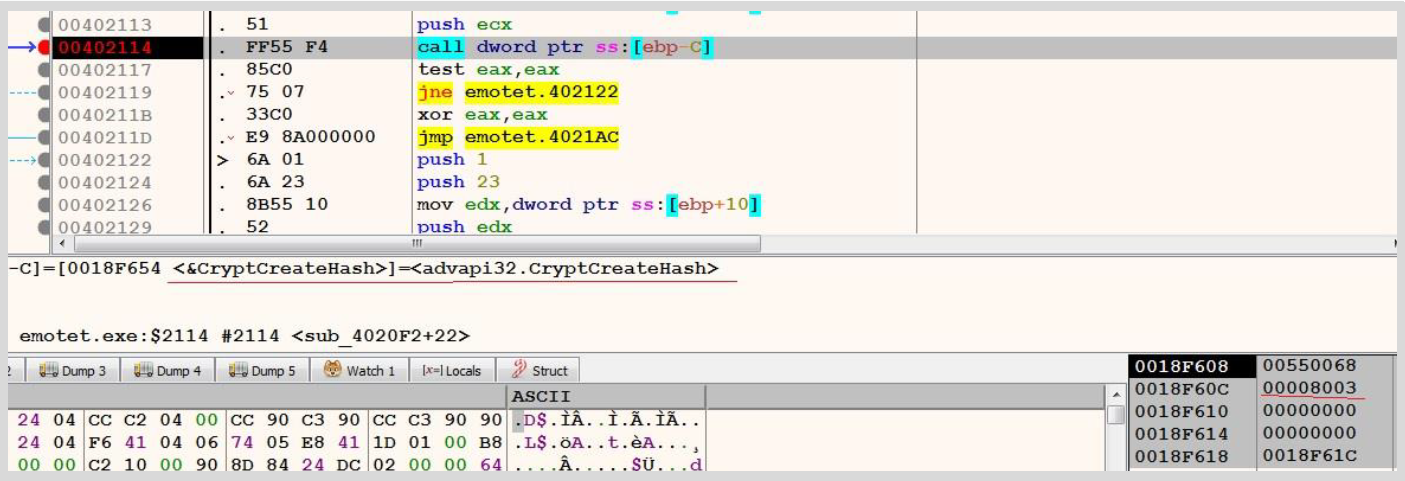 00402113 . 51 push ecx
00402114 . FF55 F4 call dword ptr ss:[ebp-C]
00402117 . 85C0 test eax,eax
00402119 .˅ 75 07 jne emotet.402122
0040211B . 33C0 xor eax,eax
0040211D .˅ E9 8A000000 jmp emotet.4021AC
00402122 > 6A 01 push 1
00402124 . 6A 23 push 23
00402126 . 8B55 10 mov edx,dword ptr ss:[ebp+10]
00402129 . 52 push edx
-C]=[0018F654 <&CryptCreateHash>]=<advapi32.CryptCreateHash>
emotet.exe:$2114 #2114 <sub_4020F2+22>
2 Dump 3 Dump 4 Dump 5 Watch 1 [x=] Locals Struct
ASCII
24 04 CC C2 04 00 CC 90 C3 90 CC C3 90 90 .D$.ÌÂ..Ì.Ã.ÌÃ..
24 04 F6 41 04 06 74 05 E8 41 1D 01 00 B8 .L$.öA..t.èA...¸
00 00 C2 10 00 90 8D 84 24 DC 02 00 00 64 ....Â.....$Ü...d
0018F608 00550068
0018F60C 00008003
0018F610 00000000
0018F614 00000000
0018F618 0018F61C